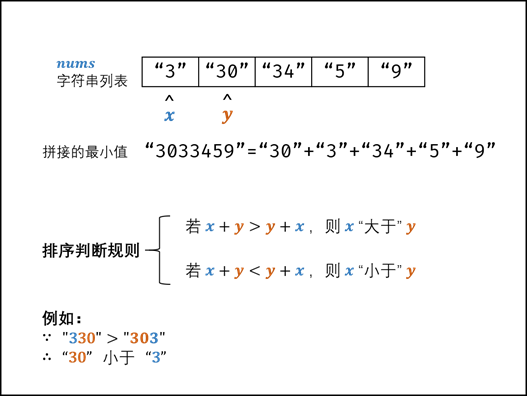 nums
字符串列表
“3” “30” “34” “5” “9”
^ ^
x y
拼接的最小值 “3033459”=“30”+“3”+“34”+“5”+“9”
若 x + y > y + x ，则 x “大于” y
排序判断规则
若 x + y < y + x ，则 x “小于” y
例如：
∵ "330" > "303"
∴ “30” 小于 “3”